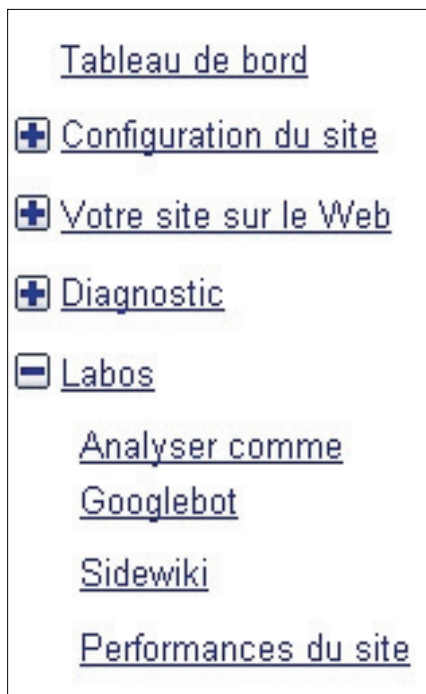 Tableau de bord
Configuration du site
Votre site sur le Web
Diagnostic
Labos
Analyser comme
Googlebot
Sidewiki
Performances du site